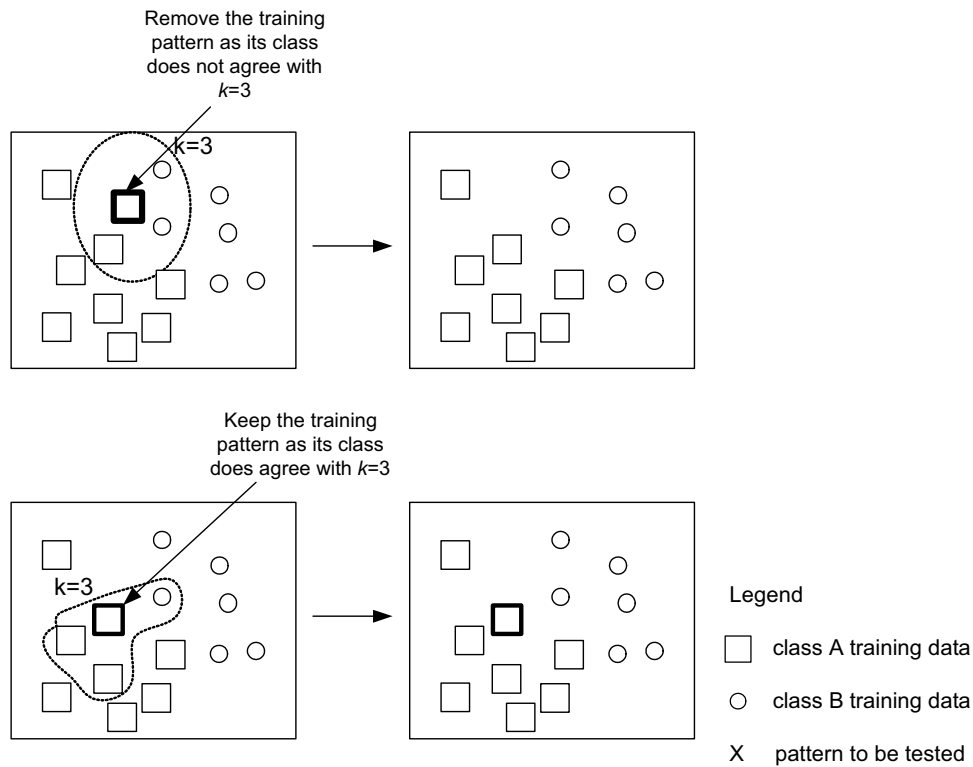 Remove the training
pattern as its class
does not agree with
k=3
k=3
Keep the training
pattern as its class
does agree with k=3
k=3
Legend
class A training data
class B training data
X pattern to be tested